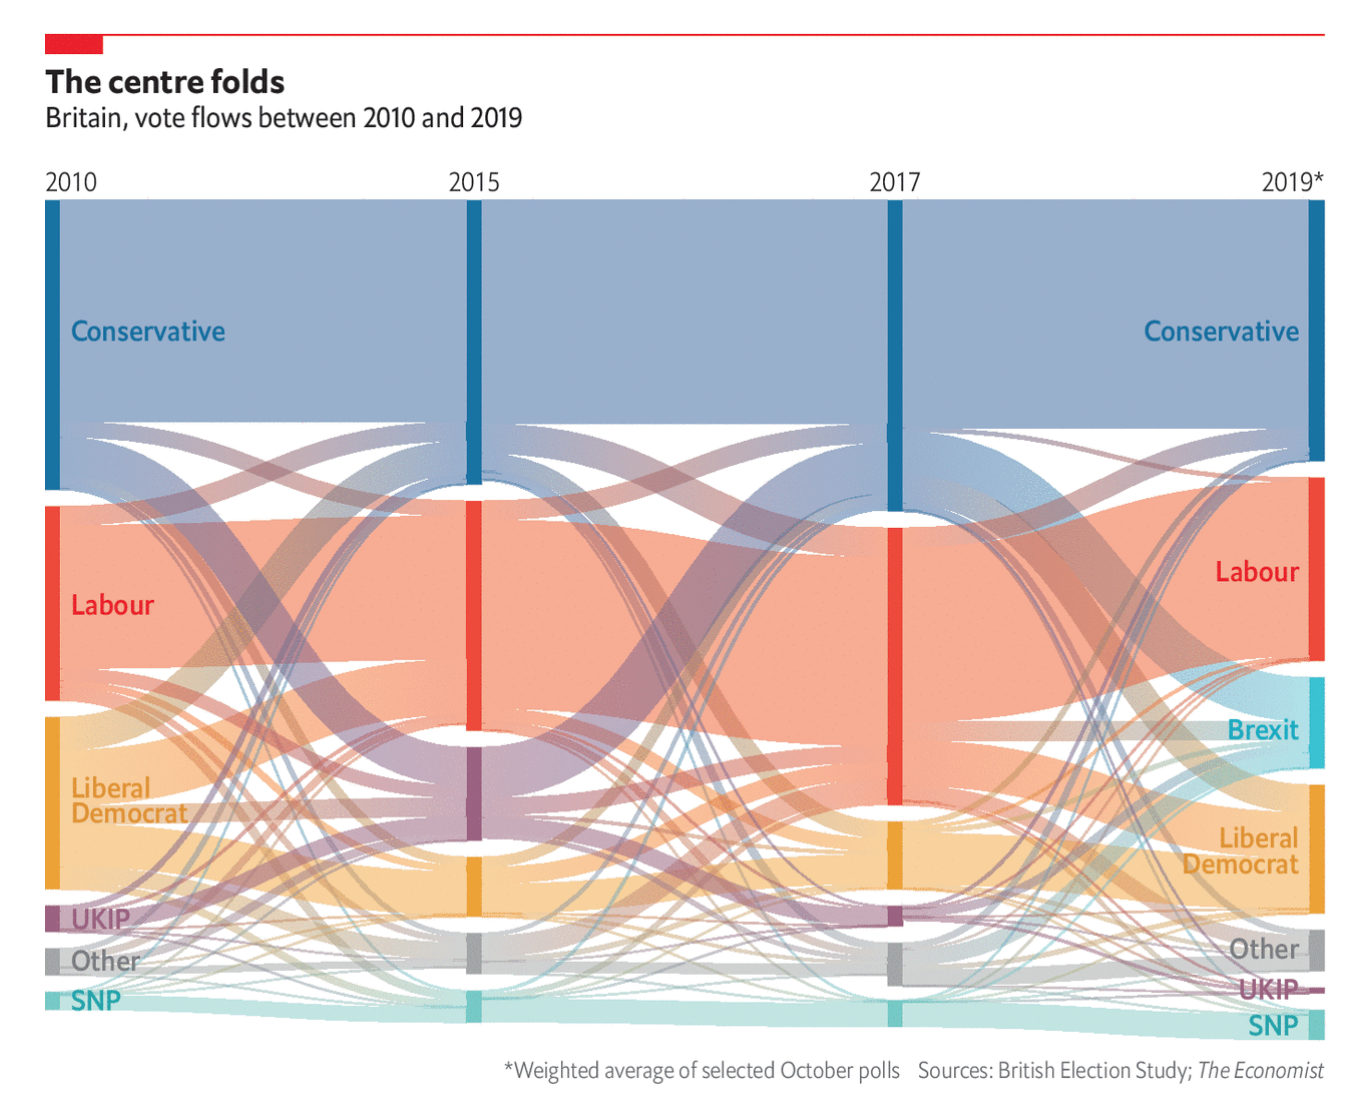 The centre folds
Britain, vote flows between 2010 and 2019
2010 2015 2017 2019*
Conservative
Labour
Liberal
Democrat
UKIP
Other
SNP
Conservative
Labour
Brexit
Liberal
Democrat
Other
UKIP
SNP
*Weighted average of selected October polls Sources: British Election Study; The Economist